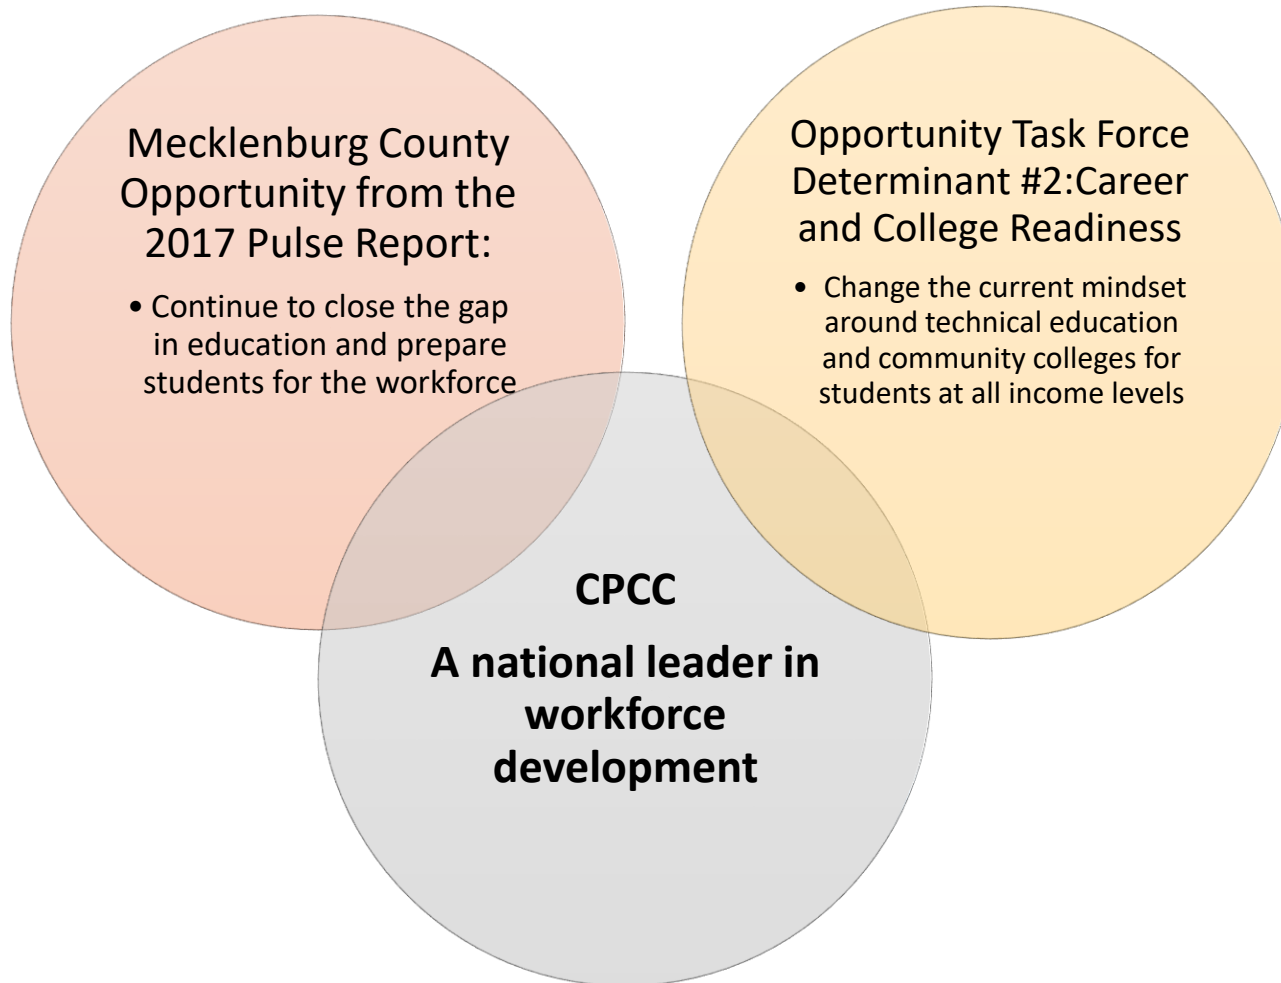 Mecklenburg County
Opportunity from the
2017 Pulse Report:
• Continue to close the gap
in education and prepare
students for the workforce
Opportunity Task Force
Determinant #2:Career
and College Readiness
• Change the current mindset
around technical education
and community colleges for
students at all income levels
CPCC
A national leader in
workforce
development